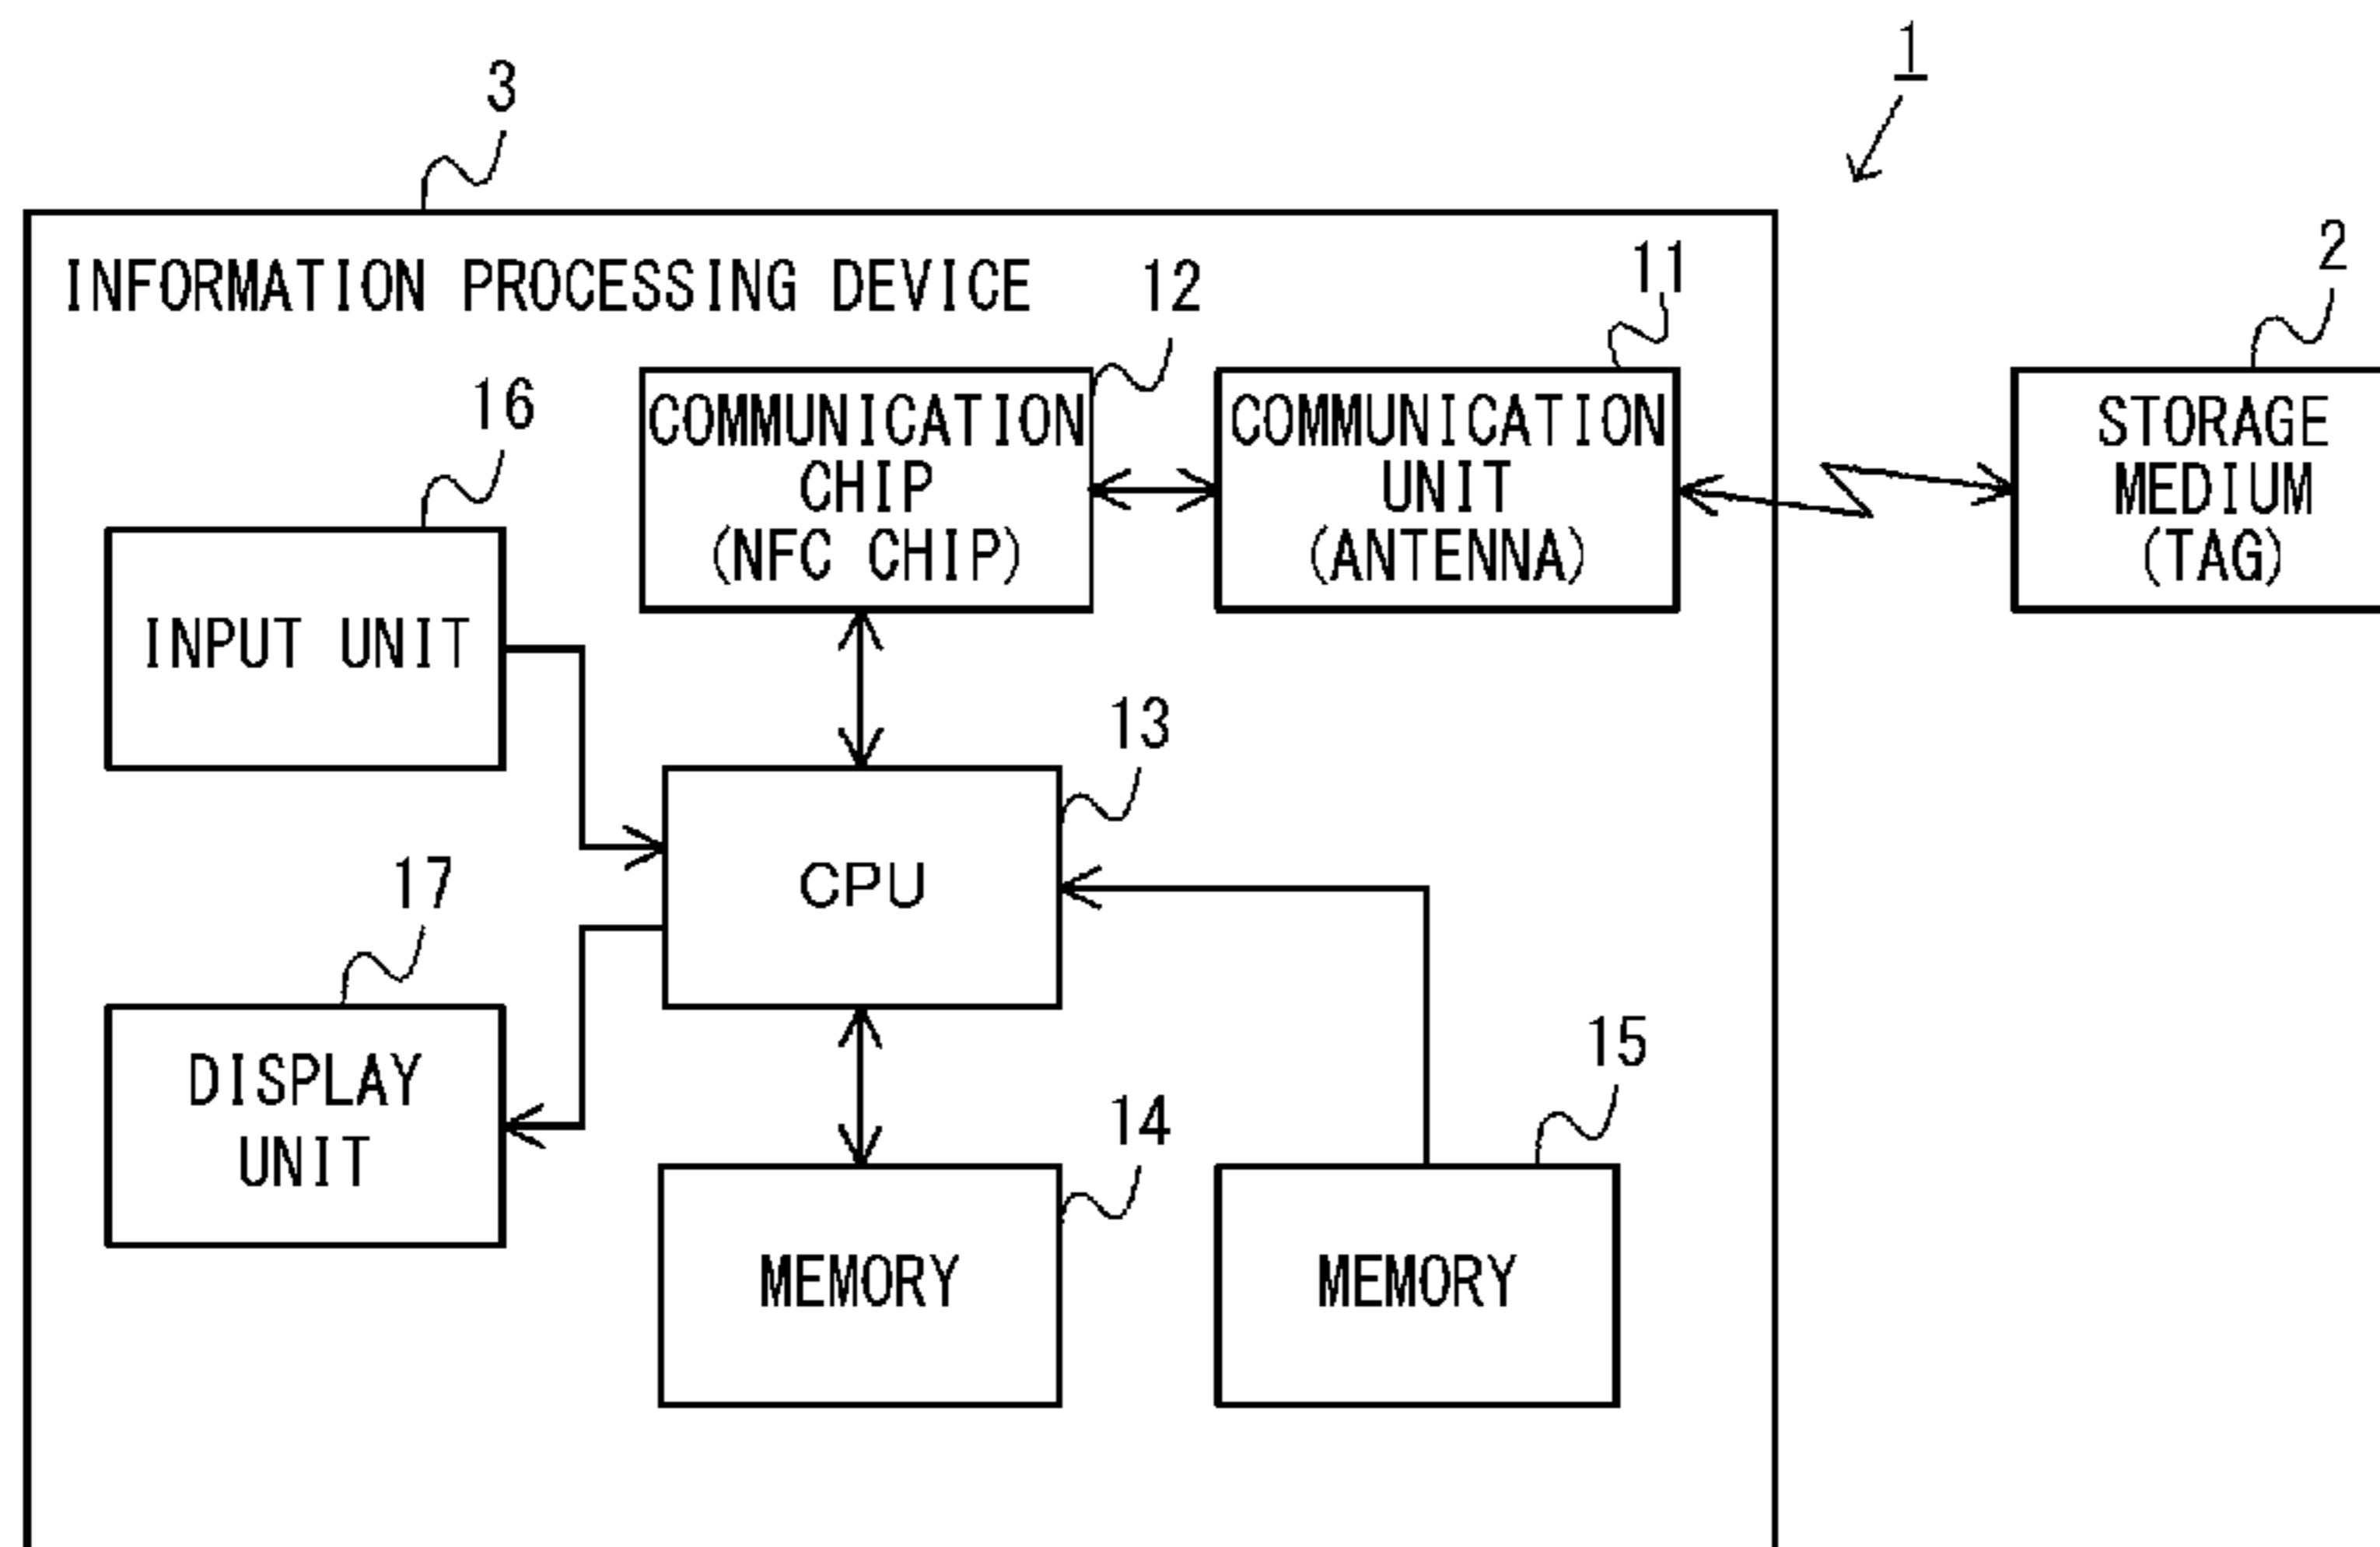 1
3
2
INFORMATION PROCESSING DEVICE
12
11
16
COMMUNICATION
CHIP
(NFC CHIP)
COMMUNICATION
UNIT
(ANTENNA)
STORAGE
MEDIUM
(TAG)
INPUT UNIT
13
CPU
17
DISPLAY
UNIT
14
15
MEMORY
MEMORY